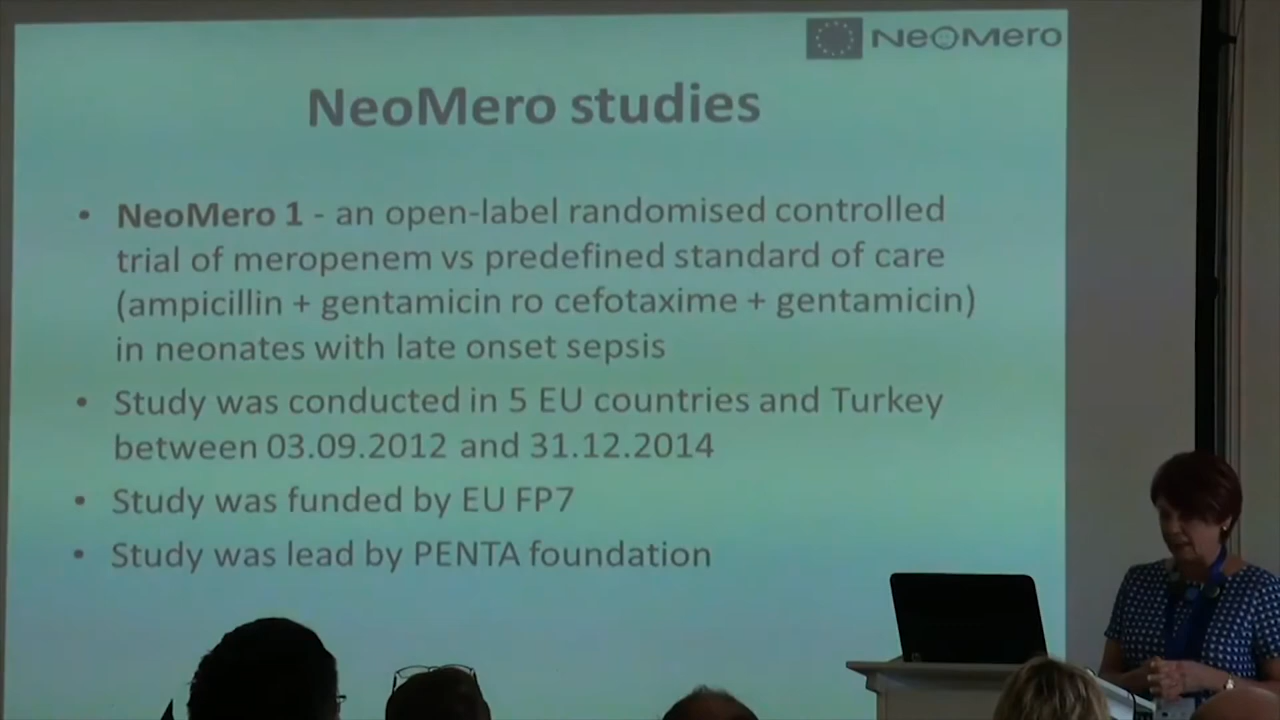 NeoMero
NeoMero studies
• NeoMero 1 - an open-label randomised controlled
trial of meropenem vs predefined standard of care
(ampicillin + gentamicin ro cefotaxime + gentamicin)
in neonates with late onset sepsis
• Study was conducted in 5 EU countries and Turkey
between 03.09.2012 and 31.12.2014
• Study was funded by EU FP7
• Study was lead by PENTA foundation